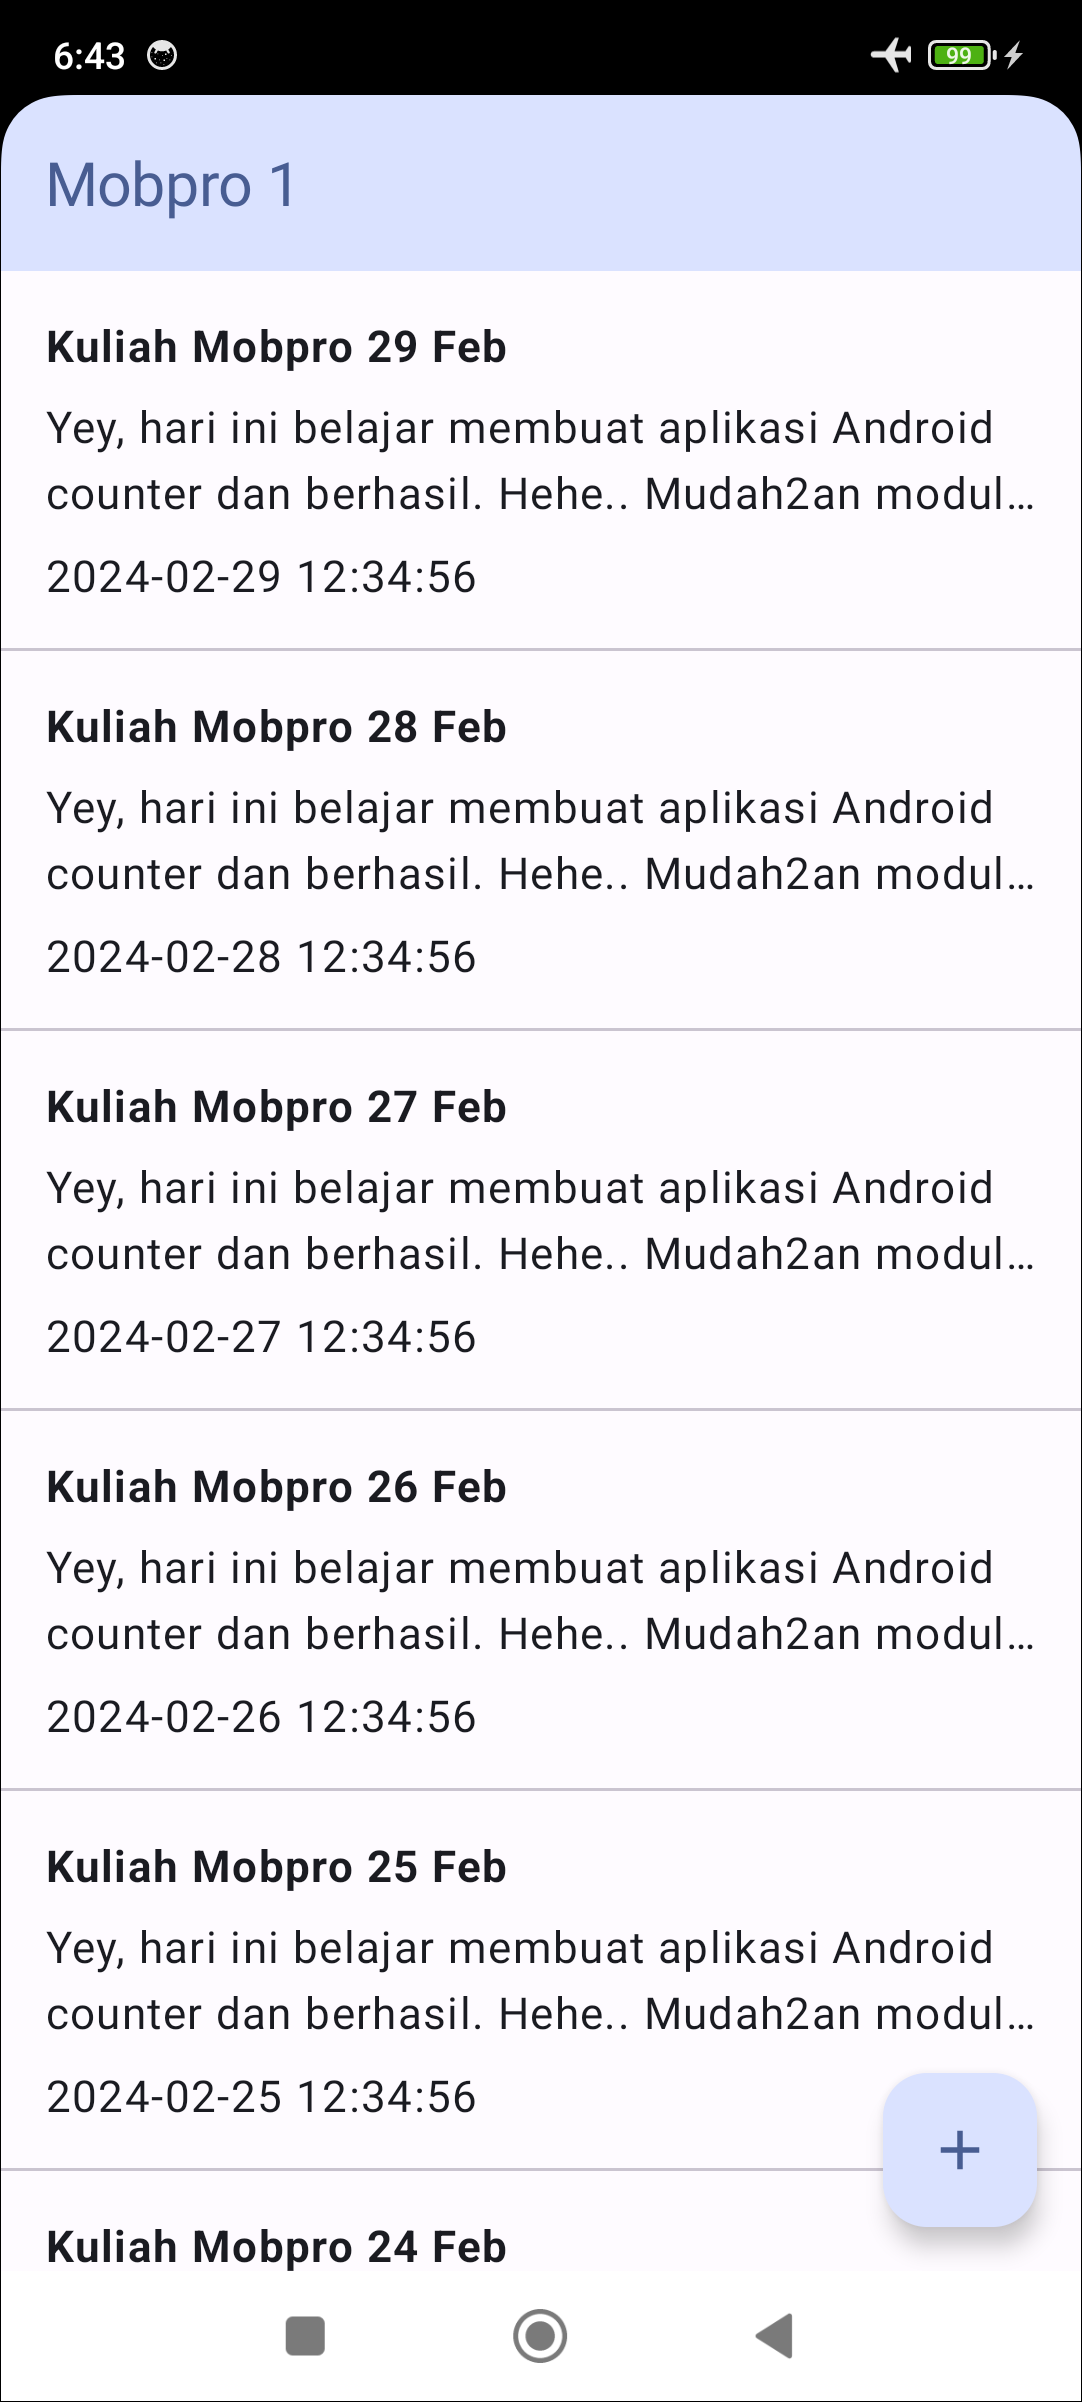 6:43
99
Mobpro 1
Kuliah Mobpro 29 Feb
Yey, hari ini belajar membuat aplikasi Android
counter dan berhasil. Hehe.. Mudah2an modul...
2024-02-29 12:34:56
Kuliah Mobpro 28 Feb
Yey, hari ini belajar membuat aplikasi Android
counter dan berhasil. Hehe.. Mudah2an modul...
2024-02-28 12:34:56
Kuliah Mobpro 27 Feb
Yey, hari ini belajar membuat aplikasi Android
counter dan berhasil. Hehe.. Mudah2an modul...
2024-02-27 12:34:56
Kuliah Mobpro 26 Feb
Yey, hari ini belajar membuat aplikasi Android
counter dan berhasil. Hehe.. Mudah2an modul...
2024-02-26 12:34:56
Kuliah Mobpro 25 Feb
Yey, hari ini belajar membuat aplikasi Android
counter dan berhasil. Hehe.. Mudah2an modul...
2024-02-25 12:34:56
Kuliah Mobpro 24 Feb